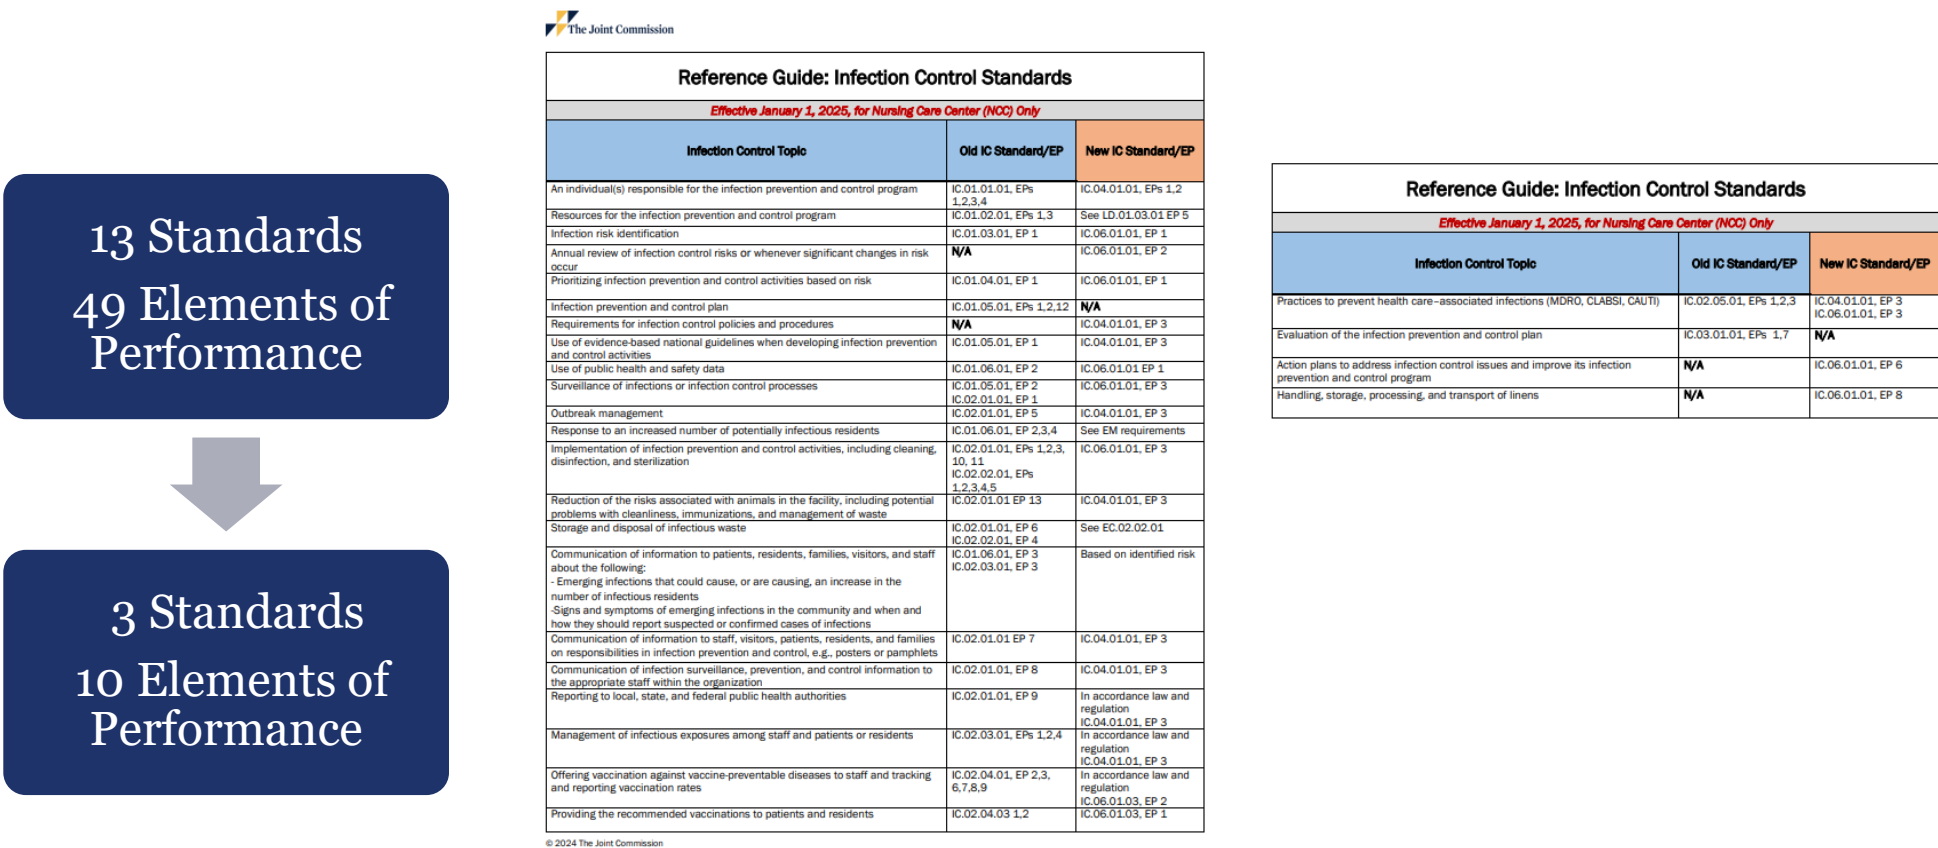 13 Standards
49 Elements of
Performance
3 Standards
10 Elements of
Performance
The Joint Commission
Reference Guide: Infection Control Standards
Effective January 1, 2025, for Nursing Care Center (NCC) Only
Infection Control Topic
Old IC Standard/EP
New IC Standard/EP
An individual(s) responsible for the infection prevention and control program
IC.01.01.01, EPs
1,2,3,4
IC.04.01.01, EPs 1,2
Resources for the infection prevention and control program
IC.01.02.01, EPs 1,3
See LD.01.03.01 EP 5
Infection risk identification
IC.01.03.01, EP 1
IC.06.01.01, EP 1
Annual review of infection control risks or whenever significant changes in risk
occur
N/A
IC.06.01.01, EP 2
Prioritizing infection prevention and control activities based on risk
IC.01.04.01, EP 1
IC.06.01.01, EP 1
Infection prevention and control plan
IC.01.05.01, EPs 1,2,12
N/A
Requirements for infection control policies and procedures
N/A
IC.04.01.01, EP 3
Use of evidence-based national guidelines when developing infection prevention
and control activities
IC.01.05.01, EP 1
IC.04.01.01, EP 3
Use of public health and safety data
IC.01.06.01, EP 2
IC.06.01.01 EP 1
Surveillance of infections or infection control processes
IC.01.05.01, EP 2
IC.02.01.01, EP 1
IC.06.01.01, EP 3
Outbreak management
IC.02.01.01, EP 5
IC.04.01.01, EP 3
Response to an increased number of potentially infectious residents
IC.01.06.01, EP 2,3,4
See EM requirements
Implementation of infection prevention and control activities, including cleaning,
disinfection, and sterilization
IC.02.01.01, EPs 1,2,3,
10, 11
IC.02.02.01, EPs
1,2,3,4,5
IC.06.01.01, EP 3
Reduction of the risks associated with animals in the facility, including potential
problems with cleanliness, immunizations, and management of waste
IC.02.01.01 EP 13
IC.04.01.01, EP 3
Storage and disposal of infectious waste
IC.02.01.01, EP 6
IC.02.02.01, EP 4
See EC.02.02.01
Communication of information to patients, residents, families, visitors, and staff
about the following:
- Emerging infections that could cause, or are causing, an increase in the
number of infectious residents
-Signs and symptoms of emerging infections in the community and when and
how they should report suspected or confirmed cases of infections
IC.01.06.01, EP 3
IC.02.03.01, EP 3
Based on identified risk
Communication of information to staff, visitors, patients, residents, and families
on responsibilities in infection prevention and control, e.g., posters or pamphlets
IC.02.01.01 EP 7
IC.04.01.01, EP 3
Communication of infection surveillance, prevention, and control information to
the appropriate staff within the organization
IC.02.01.01, EP 8
IC.04.01.01, EP 3
Reporting to local, state, and federal public health authorities
IC.02.01.01, EP 9
In accordance law and
regulation
IC.04.01.01, EP 3
Management of infectious exposures among staff and patients or residents
IC.02.03.01, EPs 1,2,4
In accordance law and
regulation
IC.04.01.01, EP 3
Offering vaccination against vaccine-preventable diseases to staff and tracking
and reporting vaccination rates
IC.02.04.01, EP 2,3,
6,7,8,9
In accordance law and
regulation
IC.06.01.03, EP 2
Providing the recommended vaccinations to patients and residents
IC.02.04.03 1,2
IC.06.01.03, EP 1
© 2024 The Joint Commission
Reference Guide: Infection Control Standards
Effective January 1, 2025, for Nursing Care Center (NCC) Only
Infection Control Topic
Old IC Standard/EP
New IC Standard/EP
Practices to prevent health care–associated infections (MDRO, CLABSI, CAUTI)
IC.02.05.01, EPs 1,2,3
IC.04.01.01, EP 3
IC.06.01.01, EP 3
Evaluation of the infection prevention and control plan
IC.03.01.01, EPs 1,7
N/A
Action plans to address infection control issues and improve its infection
prevention and control program
N/A
IC.06.01.01, EP 6
Handling, storage, processing, and transport of linens
N/A
IC.06.01.01, EP 8